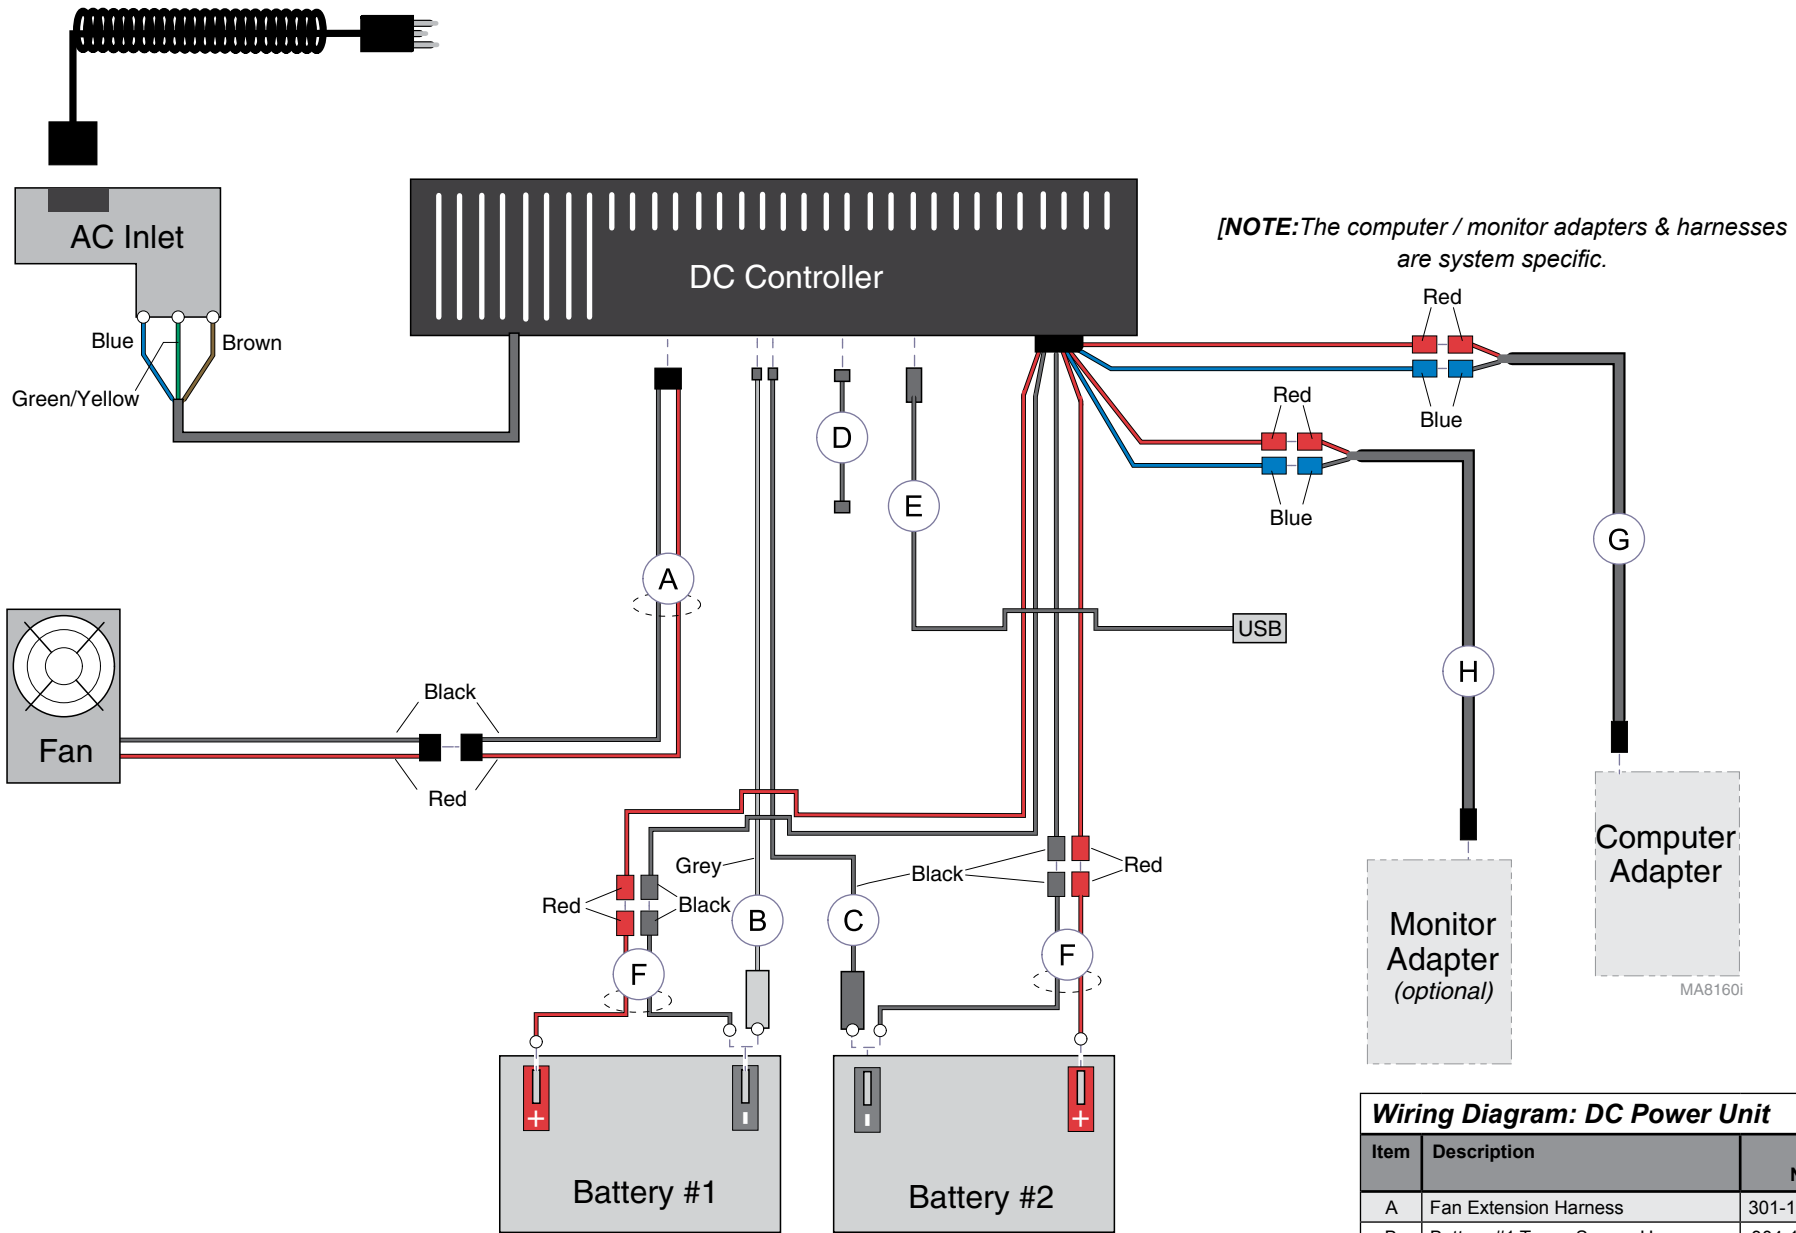 AC Inlet
Blue
Brown
Green/Yellow
DC Controller
[NOTE:The computer / monitor adapters & harnesses
are system specific.
Red
Blue
Red
Blue
A
D
E
USB
G
H
Fan
Black
Red
Grey
Red
Black
B
C
Black
Red
F
F
Computer
Adapter
Monitor
Adapter
(optional)
MA8160i
+
-
-
+
Battery #1
Battery #2
Wiring Diagram: DC Power Unit
Item
Description
A
Fan Extension Harness
301-1